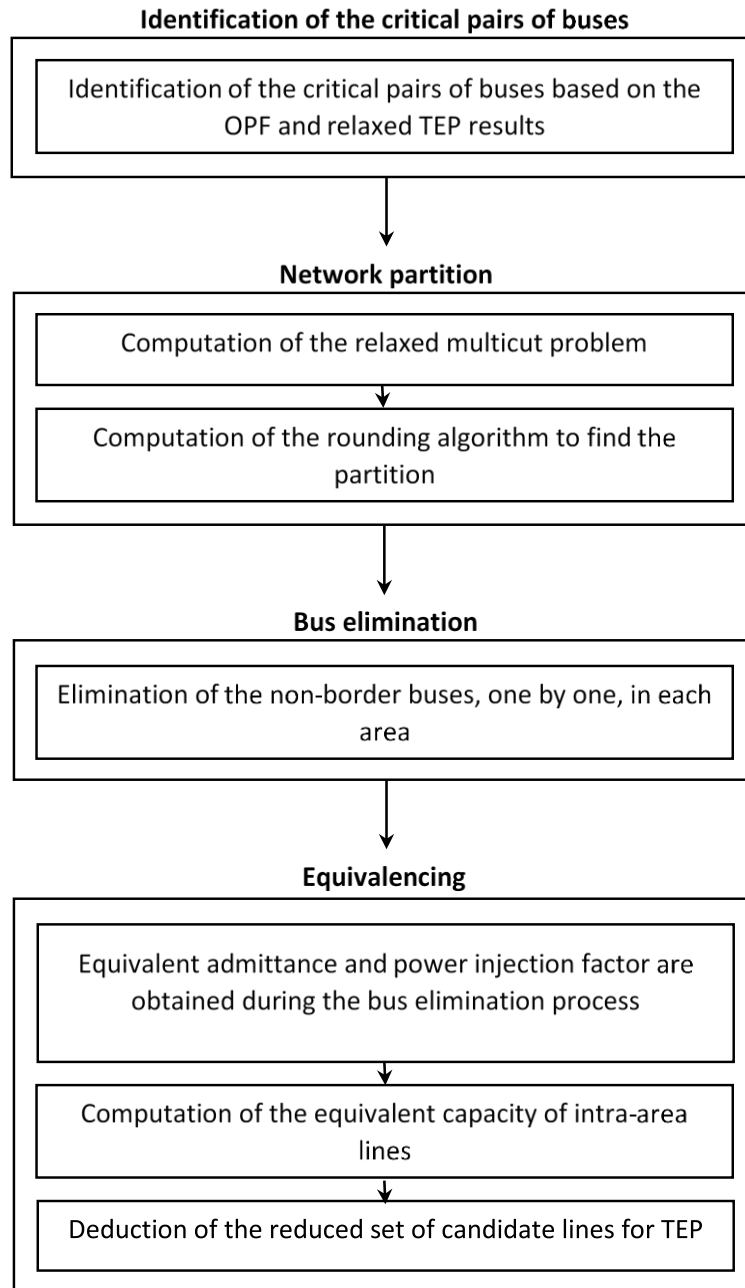 Identification of the critical pairs of buses
Identification of the critical pairs of buses based on the
OPF and relaxed TEP results
Network partition
Computation of the relaxed multicut problem
Computation of the rounding algorithm to find the
partition
Bus elimination
Elimination of the non-border buses, one by one, in each
area
Equivalencing
Equivalent admittance and power injection factor are
obtained during the bus elimination process
Computation of the equivalent capacity of intra-area
lines
Deduction of the reduced set of candidate lines for TEP